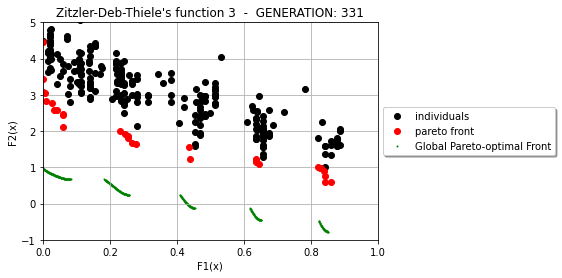 Zitzler-Deb-Thiele's function 3 - GENERATION: 331
5
4
3
2
1
0
-1
F2(x)
0.0 0.2 0.4 0.6 0.8 1.0
F1(x)
individuals
pareto front
Global Pareto-optimal Front